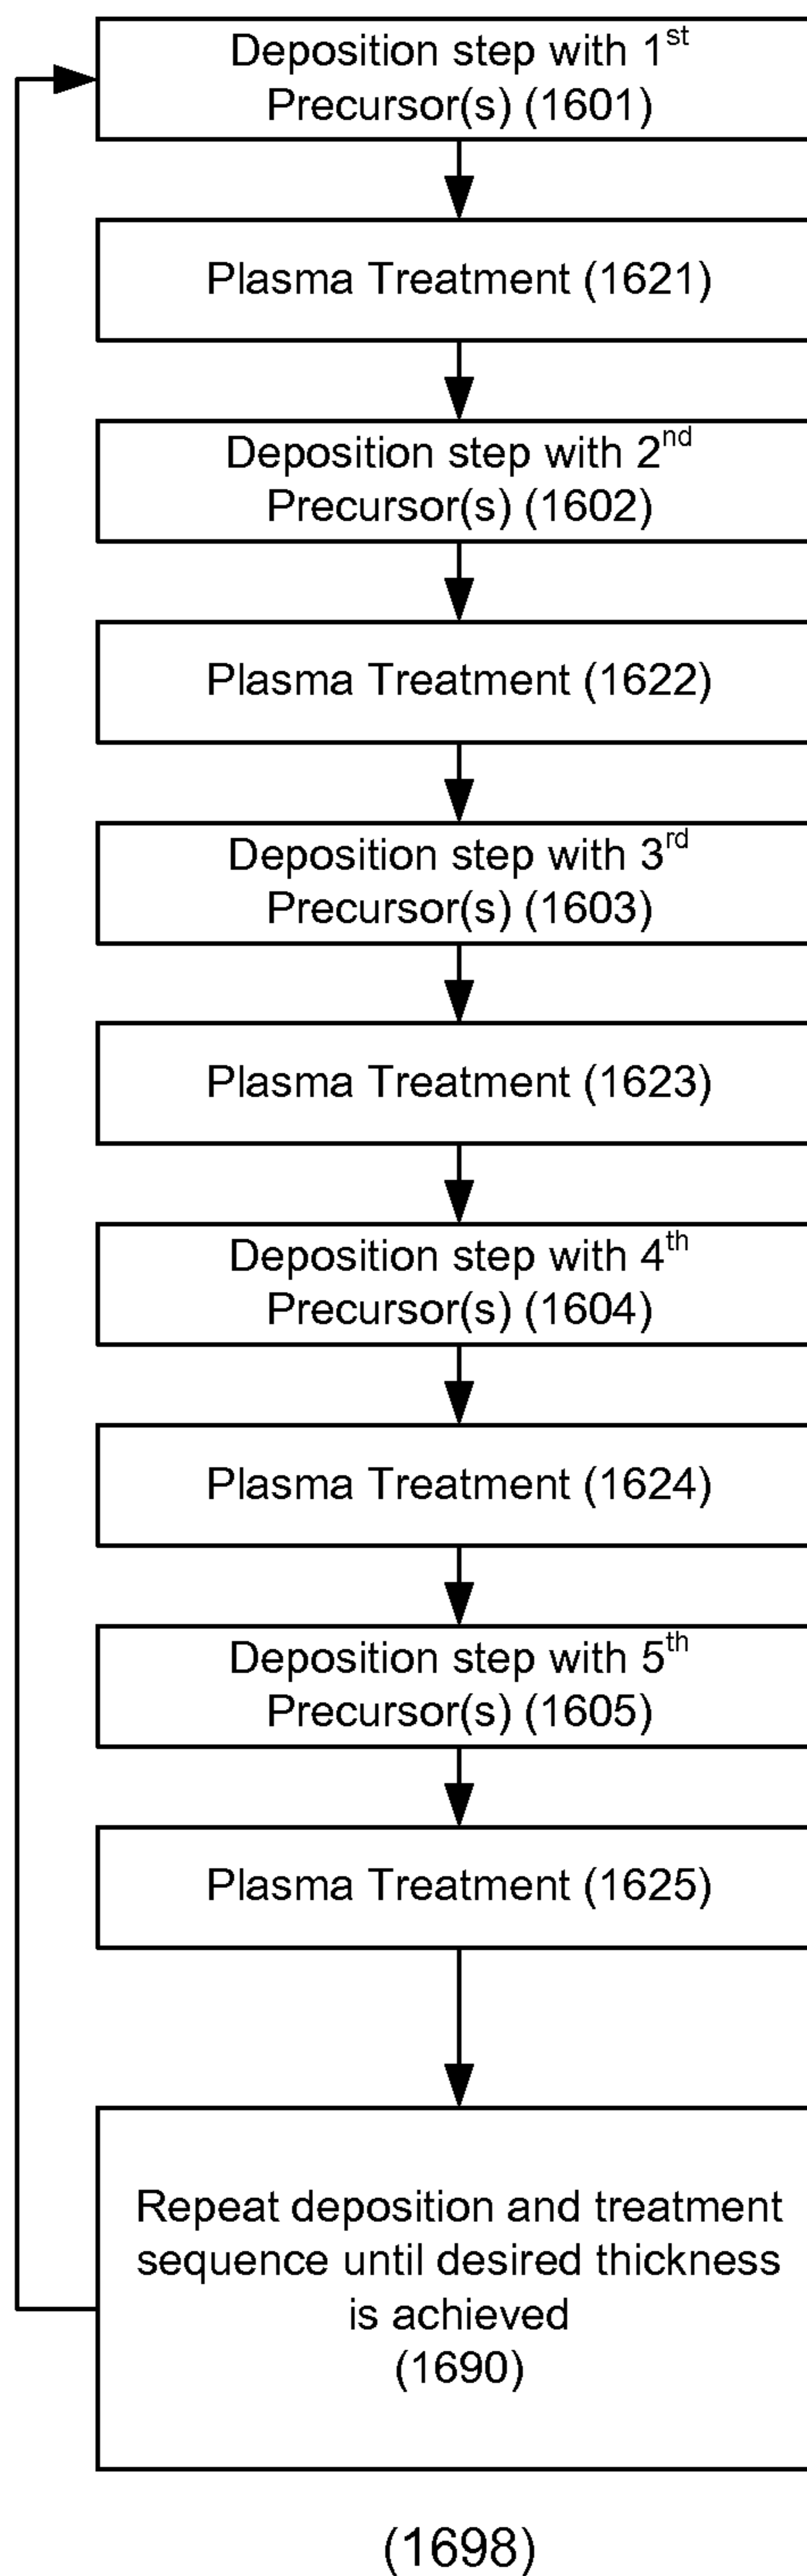 Deposition step with 1st
Precursor(s) (1601)
Plasma Treatment (1621)
Deposition step with 2nd
Precursor(s) (1602)
Plasma Treatment (1622)
Deposition step with 3rd
Precursor(s) (1603)
Plasma Treatment (1623)
Deposition step with 4th
Precursor(s) (1604)
Plasma Treatment (1624)
Deposition step with 5th
Precursor(s) (1605)
Plasma Treatment (1625)
Repeat deposition and treatment
sequence until desired thickness
is achieved
(1690)
(1698)